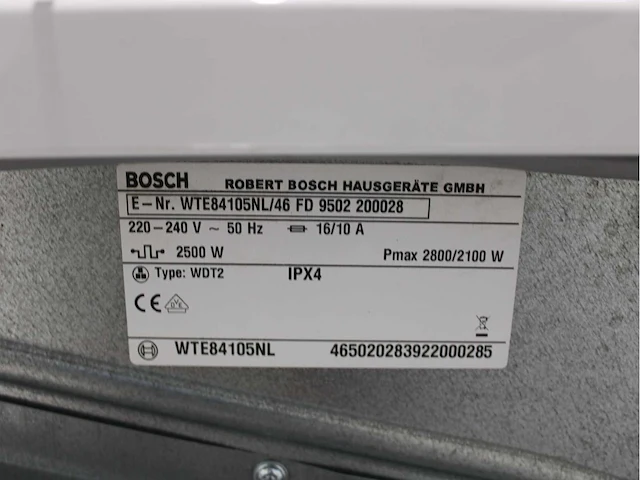 BOSCH ROBERT BOSCH HAUSGERÄTE GMBH
E-Nr. WTE84105NL/46 FD 9502 200028
220-240 V ~ 50 Hz 16/10 A
2500 W Pmax 2800/2100 W
Type: WDT2 IPX4
CE DVE
WTE84105NL 465020283922000285